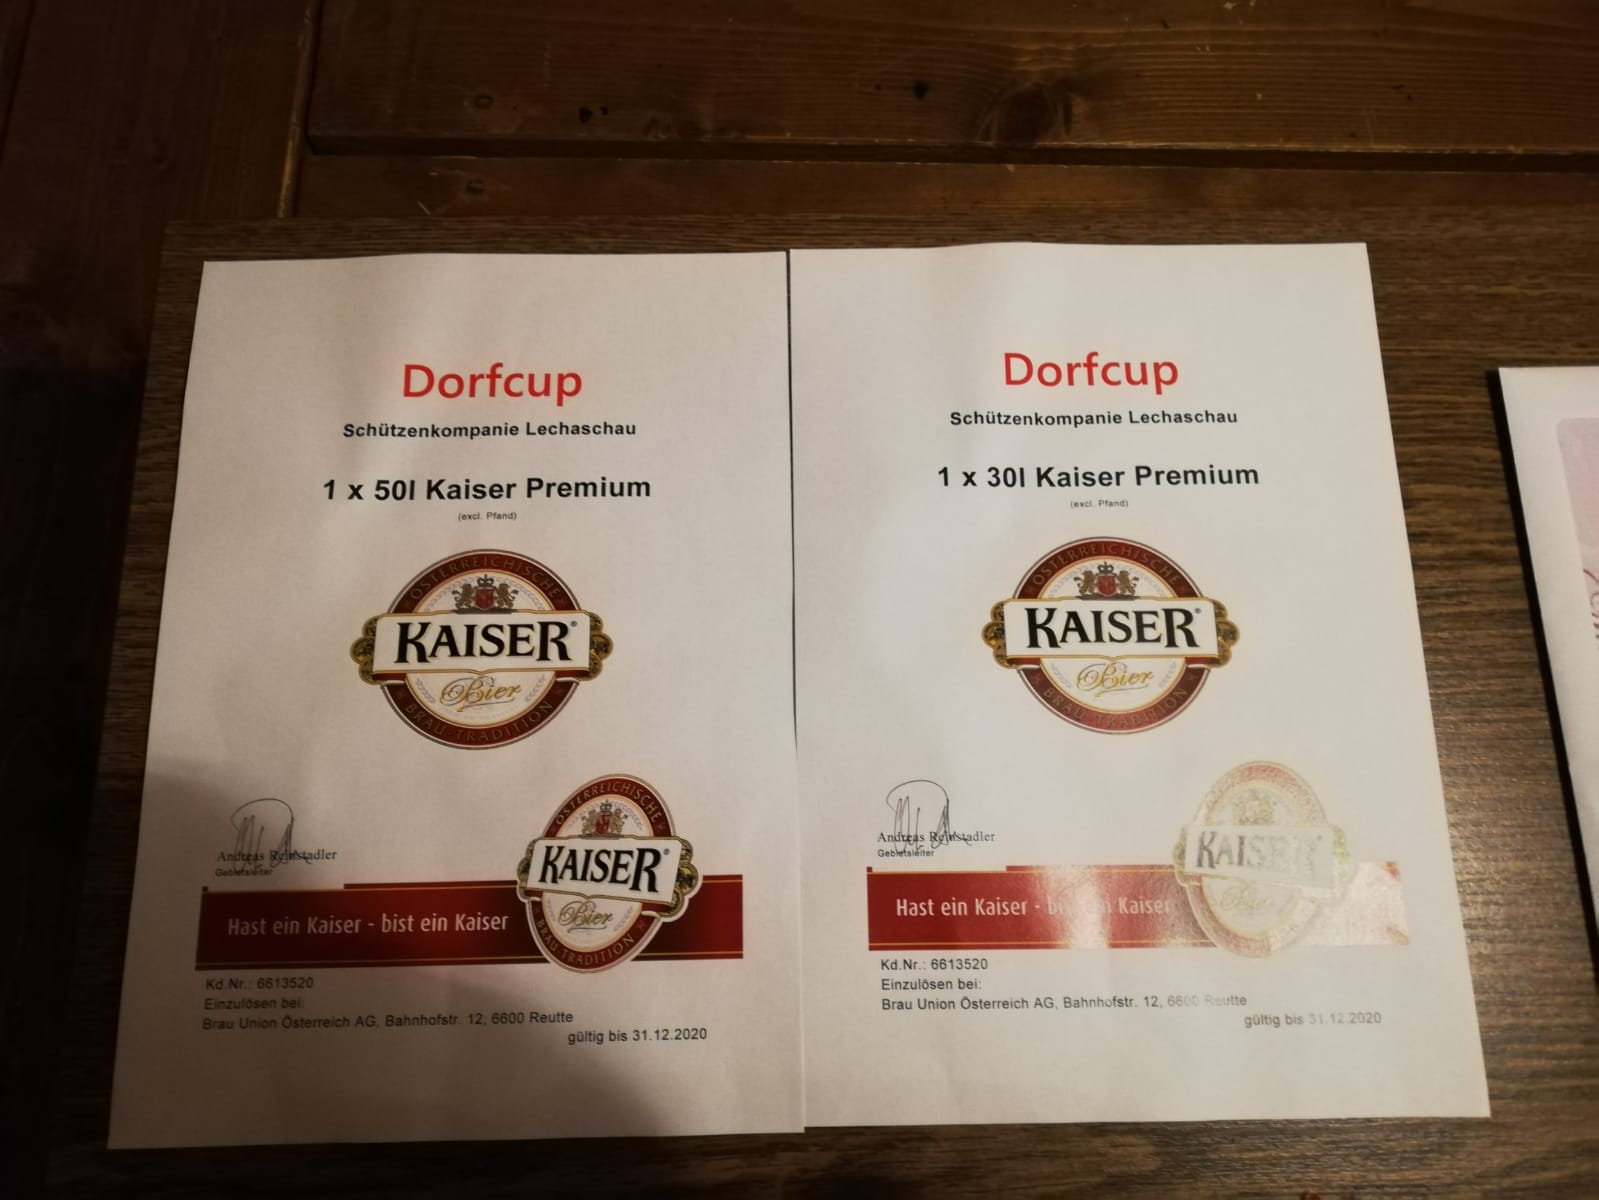 Dorfcup
Schützenkompanie Lechaschau
1 x 50l Kaiser Premium
(excl. Pfand)
ÖSTERREICHISCHE
KAISER®
Bier
BRAU-TRADITION
Andreas Reinstadler
Gebietsleiter
ÖSTERREICHISCHE
KAISER®
Bier
BRAU-TRADITION
Hast ein Kaiser - bist ein Kaiser
Kd.Nr.: 6613520
Einzulösen bei:
Brau Union Österreich AG, Bahnhofstr. 12, 6600 Reutte
gültig bis 31.12.2020
Dorfcup
Schützenkompanie Lechaschau
1 x 30l Kaiser Premium
(excl. Pfand)
ÖSTERREICHISCHE
KAISER®
Bier
BRAU-TRADITION
Andreas Reinstadler
Gebietsleiter
KAISER
Bier
Hast ein Kaiser - bist ein Kaiser
Kd.Nr.: 6613520
Einzulösen bei:
Brau Union Österreich AG, Bahnhofstr. 12, 6600 Reutte
gültig bis 31.12.2020